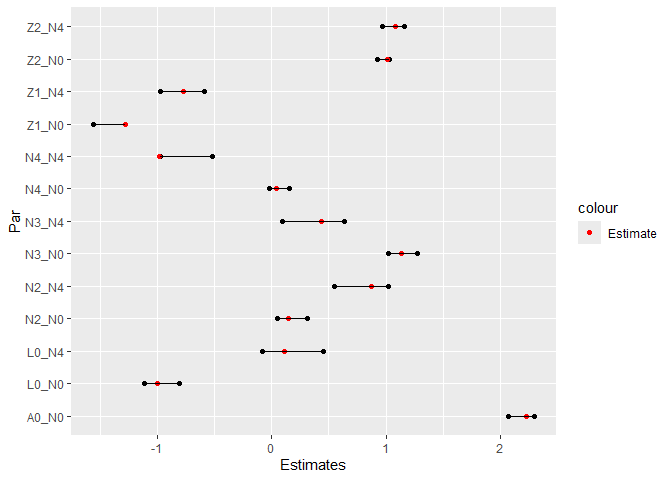 Z2_N4
Z2_N0
Z1_N4
Z1_N0
N4_N4
N4_N0
N3_N4
N3_N0
N2_N4
N2_N0
L0_N4
L0_N0
A0_N0
Par
-1
0
1
2
Estimates
colour
Estimate